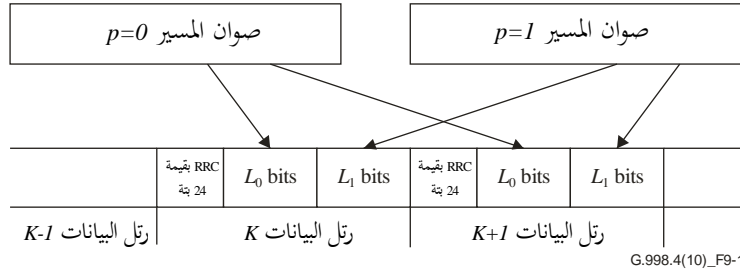 صوان المسير p=0
صوان المسير p=1
RRC بقيمة
24 بتة
L0 bits
L1 bits
RRC بقيمة
24 بتة
L0 bits
L1 bits
رتل البيانات K-1
رتل البيانات K
رتل البيانات K+1
G.998.4(10)_F9-1